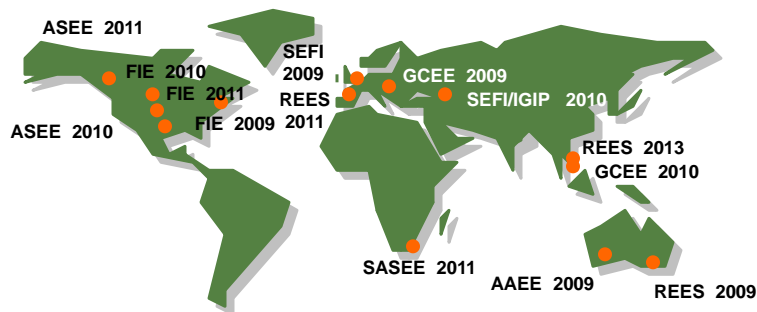 ASEE 2011
FIE 2010
SEFI
2009
GCEE 2009
FIE 2011
REES
2011
SEFI/IGIP 2010
ASEE 2010
FIE 2009
REES 2013
GCEE 2010
SASEE 2011
AAEE 2009
REES 2009